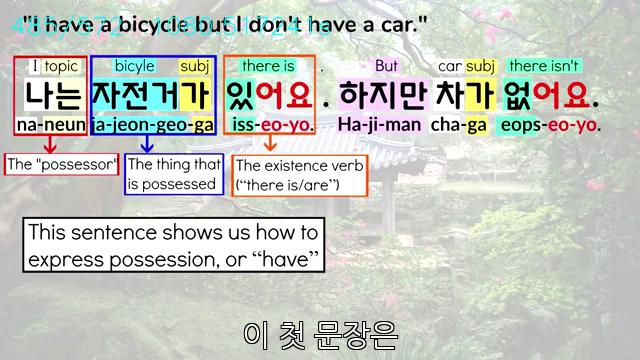 "I have a bicycle but I don't have a car."
I topic bicyle subj there is . But car subj there isn't
나는 자전거가 있어요. 하지만 차가 없어요.
na-neun ja-jeon-geo-ga iss-eo-yo. Ha-ji-man cha-ga eops-eo-yo.
The "possessor"
The thing that
is possessed
The existence verb
("there is/are")
This sentence shows us how to
express possession, or “have”
이 첫 문장은